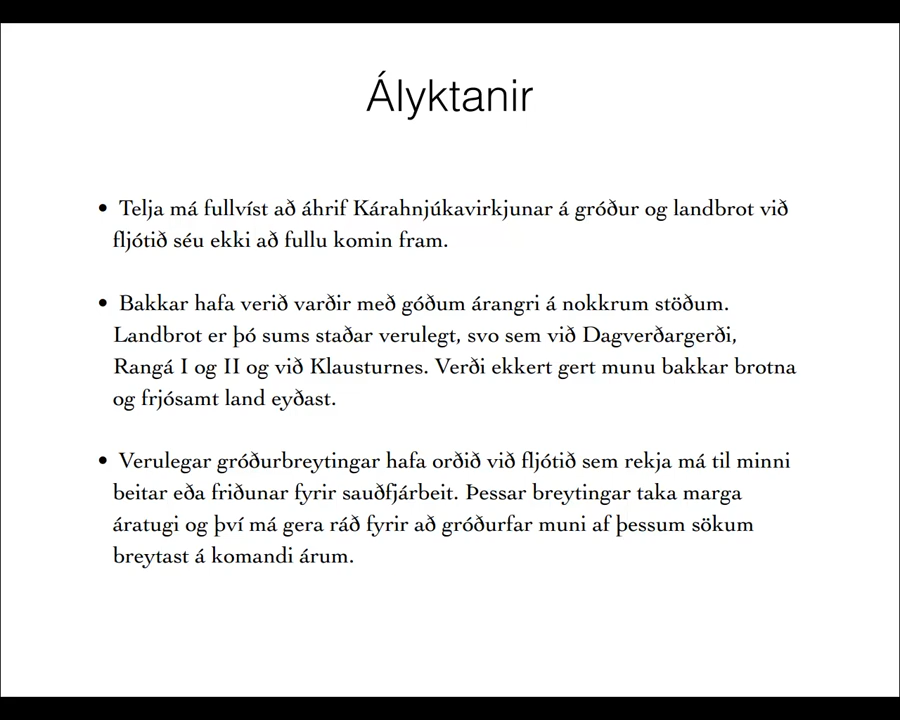 Ályktanir
• Telja má fullvíst að áhrif Kárahnjúkavirkjunar á gróður og landbrot við
fljótið séu ekki að fullu komin fram.
• Bakkar hafa verið varðir með góðum árangri á nokkrum stöðum.
Landbrot er þó sums staðar verulegt, svo sem við Dagverðargerði,
Rangá I og II og við Klausturnes. Verði ekkert gert munu bakkar brotna
og frjósamt land eyðast.
• Verulegar gróðurbreytingar hafa orðið við fljótið sem rekja má til minni
beitar eða friðunar fyrir sauðfjárbeit. Þessar breytingar taka marga
áratugi og því má gera ráð fyrir að gróðurfar muni af þessum sökum
breytast á komandi árum.